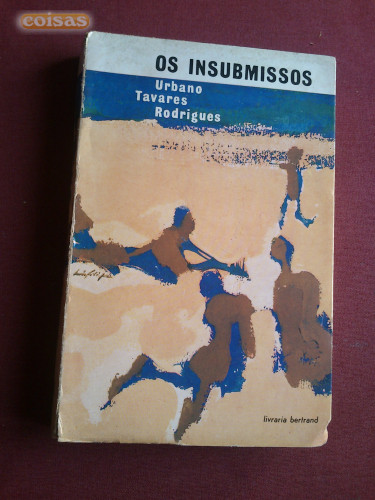 coisas
OS INSUBMISSOS
Urbano
Tavares
Rodrigues
livraria bertrand